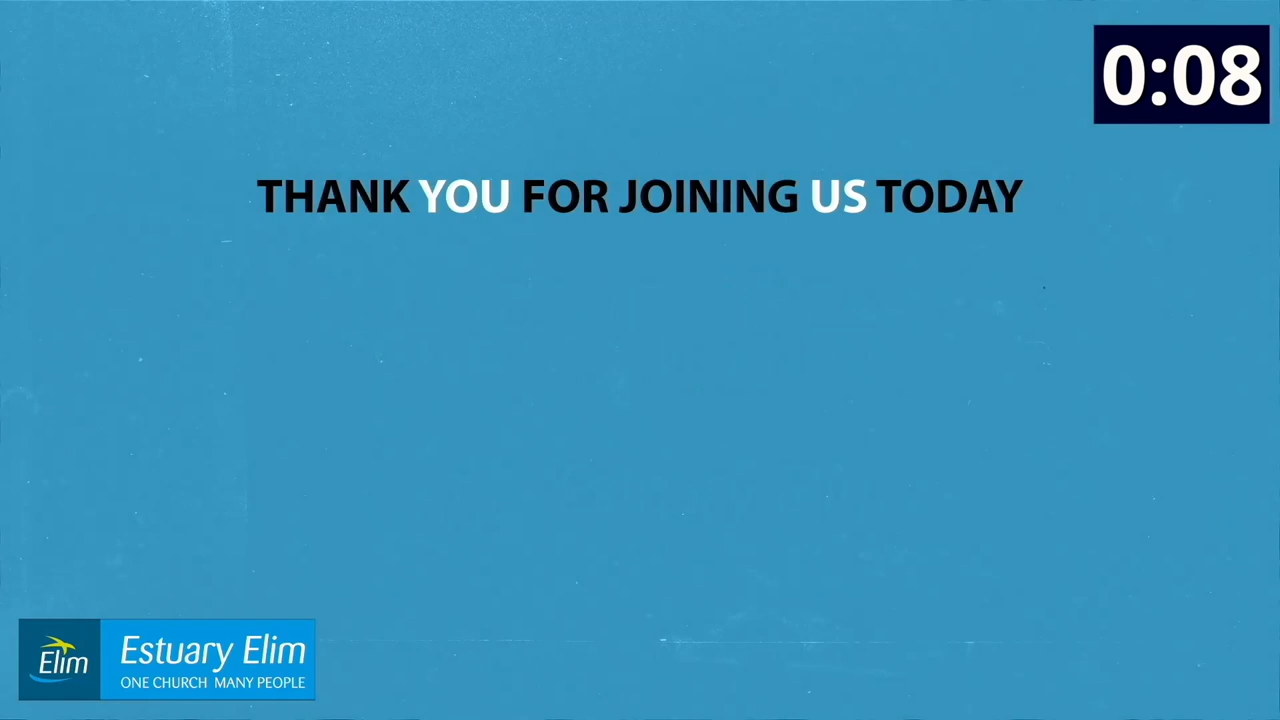 0:08
THANK YOU FOR JOINING US TODAY
Elim
Estuary Elim
ONE CHURCH MANY PEOPLE